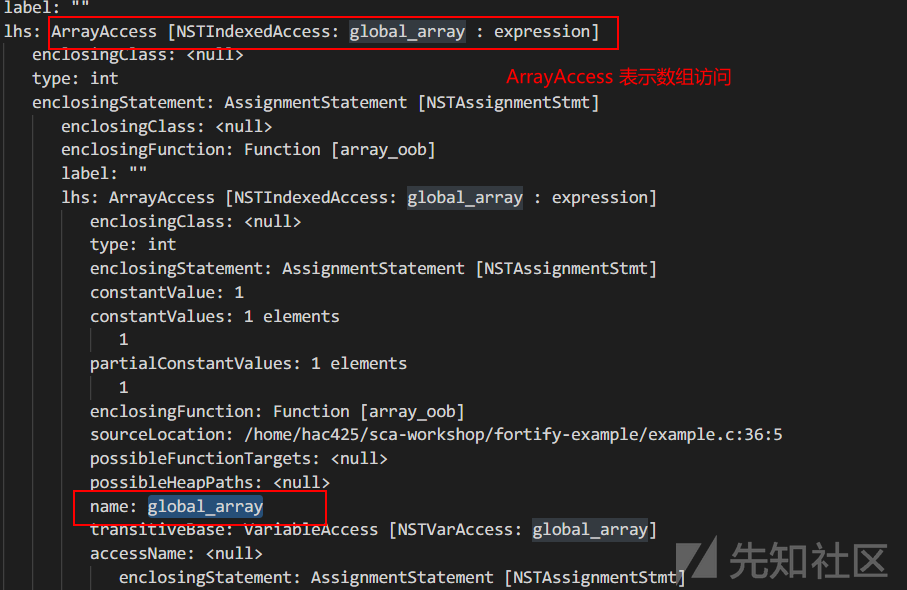 label: ""
lhs: ArrayAccess [NSTIndexedAccess: global_array : expression]
enclosingClass: <null>
type: int
ArrayAccess 表示数组访问
enclosingStatement: AssignmentStatement [NSTAssignmentStmt]
enclosingClass: <null>
enclosingFunction: Function [array_oob]
label: ""
lhs: ArrayAccess [NSTIndexedAccess: global_array : expression]
enclosingClass: <null>
type: int
enclosingStatement: AssignmentStatement [NSTAssignmentStmt]
constantValue: 1
constantValues: 1 elements
1
partialConstantValues: 1 elements
1
enclosingFunction: Function [array_oob]
sourceLocation: /home/hac425/sca-workshop/fortify-example/example.c:36:5
possibleFunctionTargets: <null>
possibleHeapPaths: <null>
name: global_array
transitiveBase: VariableAccess [NSTVarAccess: global_array]
accessName: <null>
enclosingStatement: AssignmentStatement [NSTAssignmentStmt]
先知社区